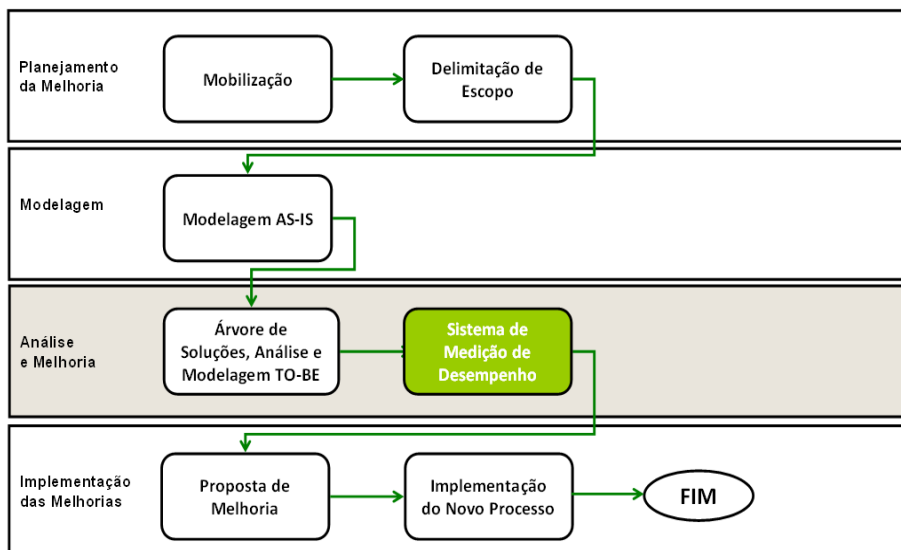 Planejamento
da Melhoria
Mobilização
Delimitação de
Escopo
Modelagem
Modelagem AS-IS
Análise
e Melhoria
Árvore de
Soluções, Análise e
Modelagem TO-BE
Sistema de
Medição de
Desempenho
Implementação
das Melhorias
Proposta de
Melhoria
Implementação
do Novo Processo
FIM